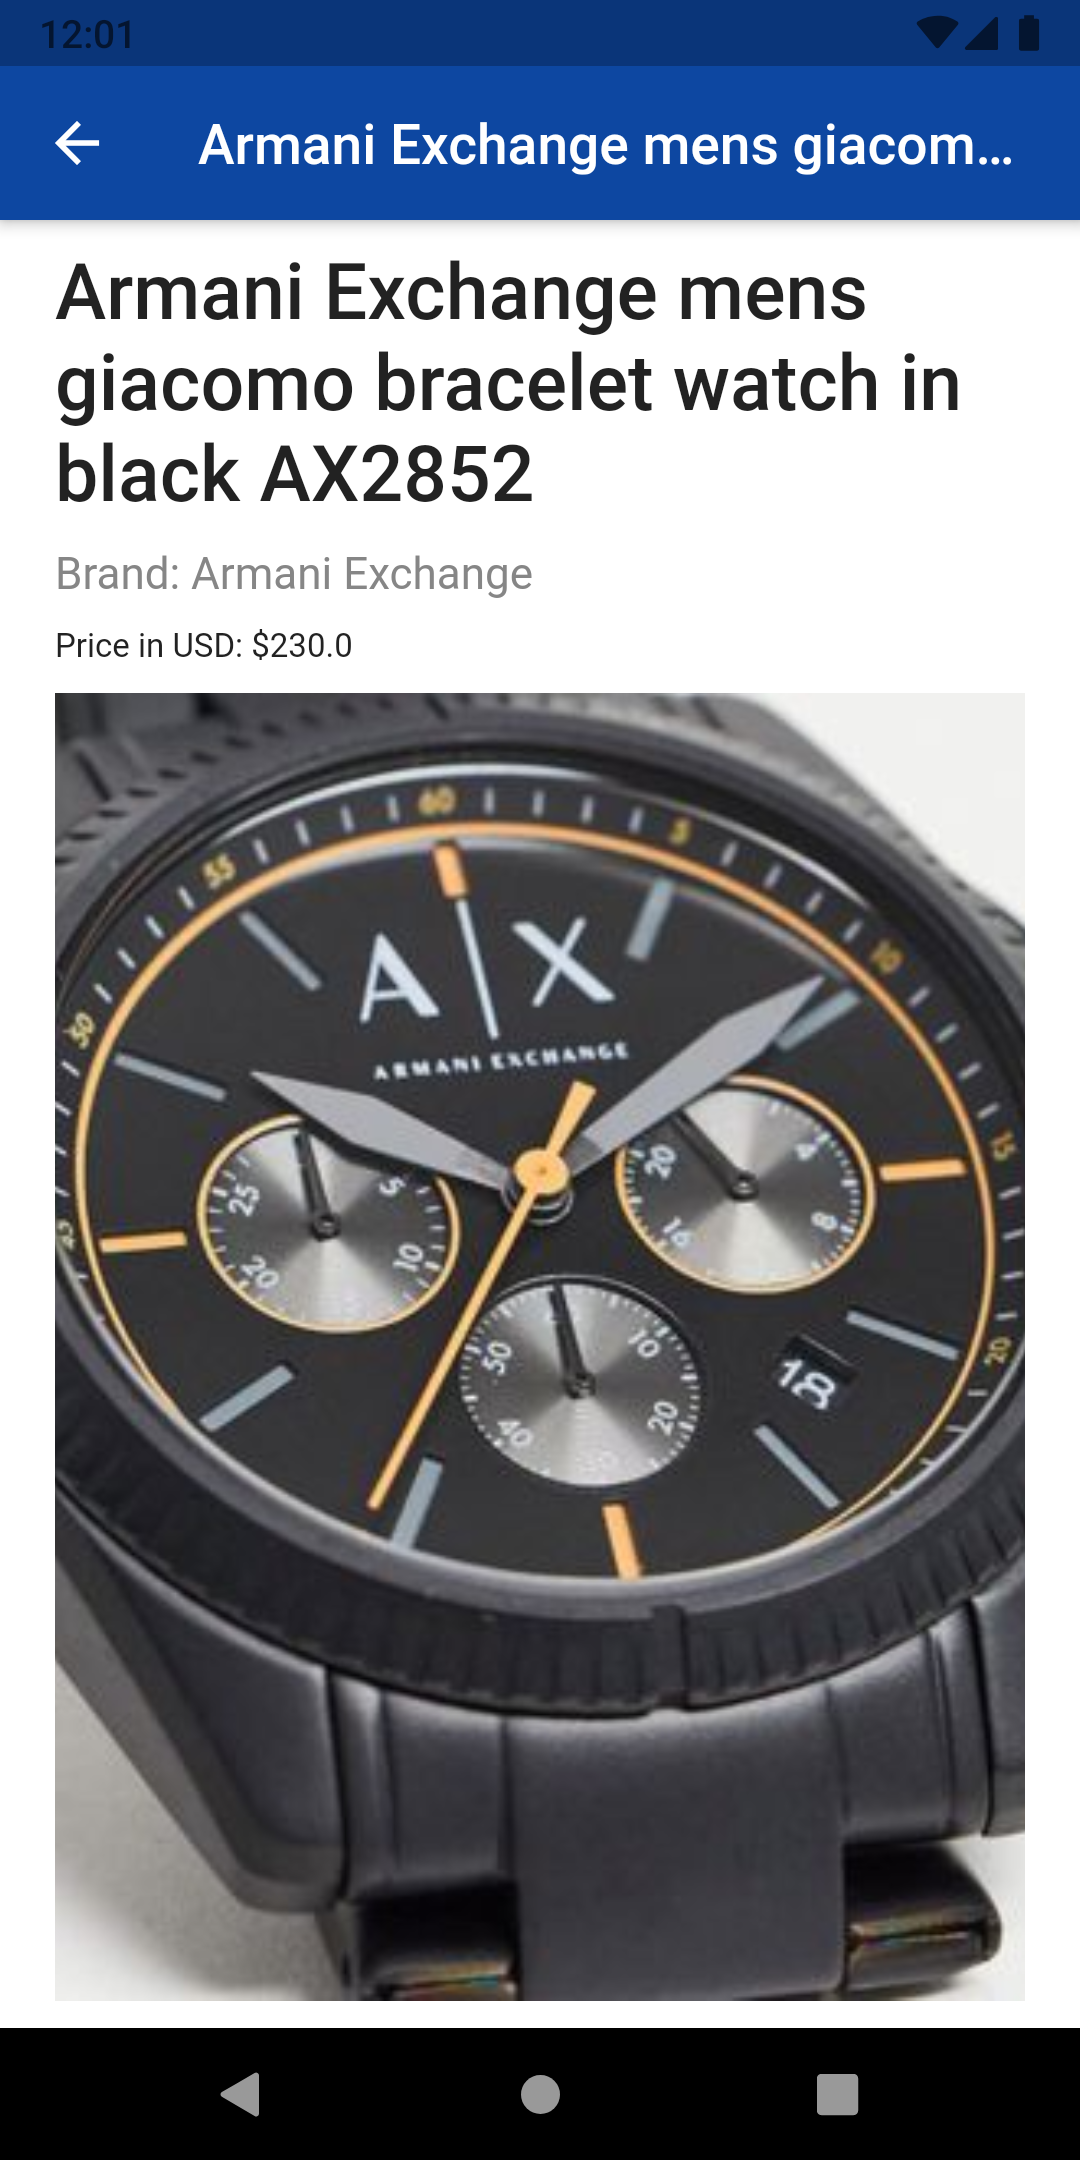 12:01
Armani Exchange mens giacom...
Armani Exchange mens
giacomo bracelet watch in
black AX2852
Brand: Armani Exchange
Price in USD: $230.0
60
5
55
10
50
A|X
ARMANI EXCHANGE
15
45
20
25
5
10
20
20
4
8
16
50
10
20
40
18